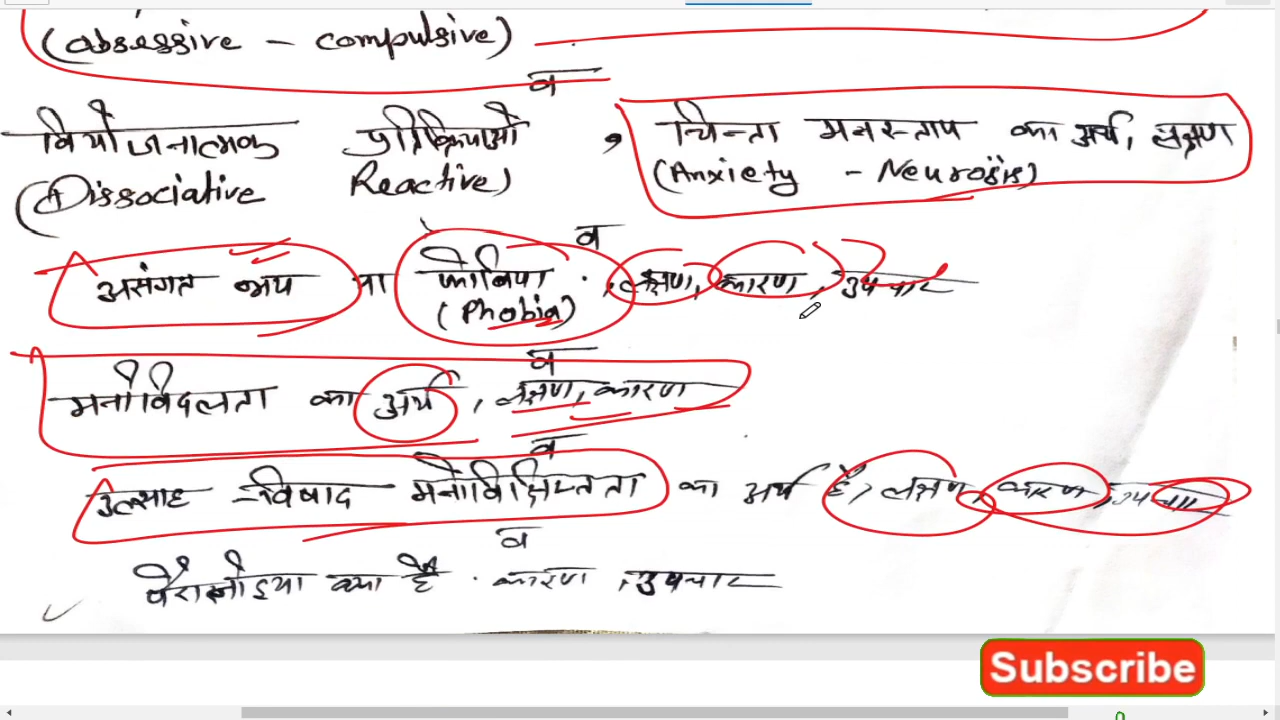 (absessive - compulsive)
व
वियोजनात्मक प्रतिक्रियाओ , चिन्ता मनस्ताप का अर्थ, लक्षण
(Dissociative Reactive) (Anxiety - Neurosis)
व
असंगत भय या फोबिया . , लक्षण, कारण, उपचार
(Phobia)
व
मनोविदलता का अर्थ, लक्षण, कारण
व
उत्साह - विषाद मनोविक्षिप्तता का अर्थ है, लक्षण, कारण, उपचार
व
पैरानोइया क्या है . कारण, उपचार
Subscribe